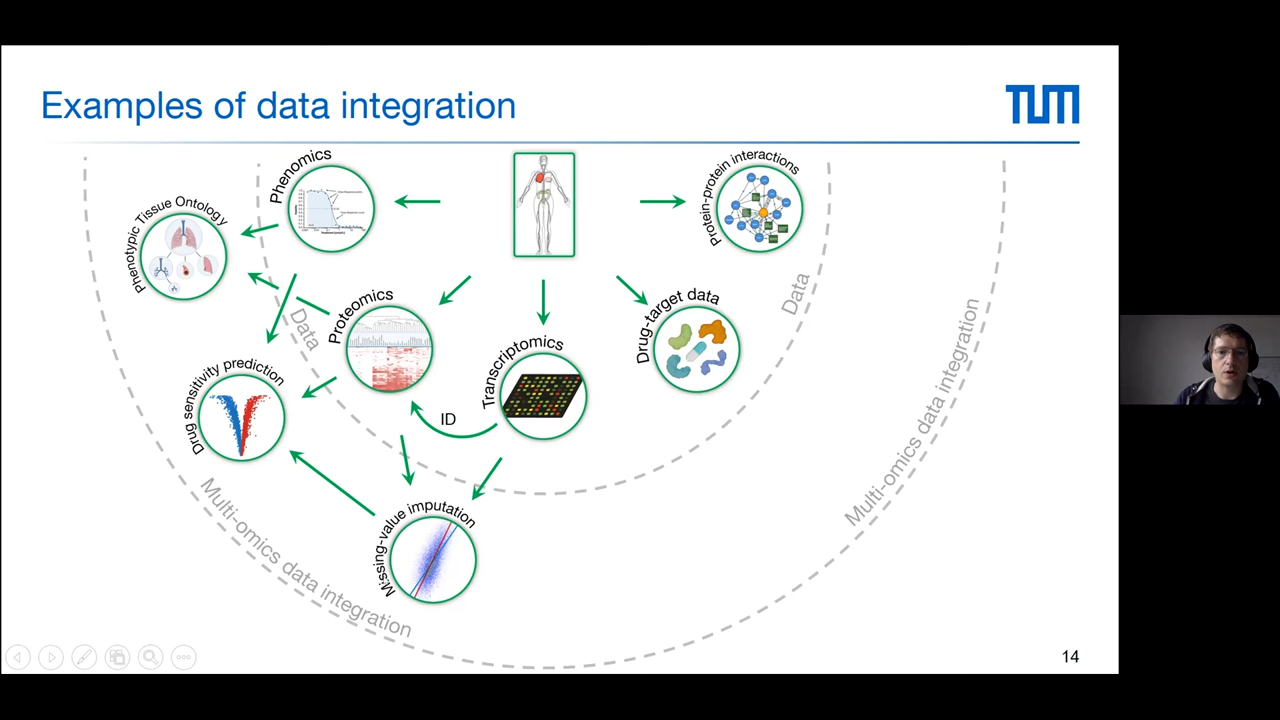 Examples of data integration
TUM
Phenomics
Protein-protein interactions
Phenotypic Tissue Ontology
Data
Data
Proteomics
Drug-target data
Transcriptomics
Drug sensitivity prediction
ID
Multi-omics data integration
Multi-omics data integration
Missing-value imputation
14